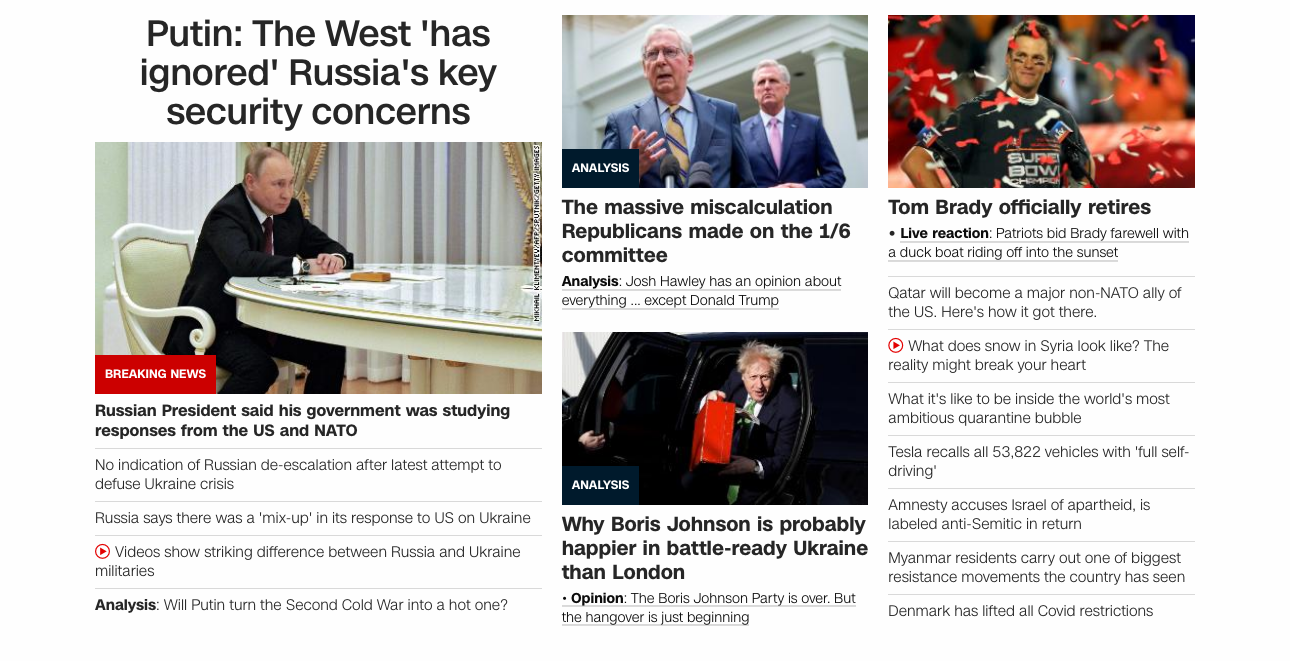 Putin: The West 'has
ignored' Russia's key
security concerns
MIKHAIL KLIMENTYEV/AFP/SPUTNIK/GETTY IMAGES
BREAKING NEWS
Russian President said his government was studying
responses from the US and NATO
No indication of Russian de-escalation after latest attempt to
defuse Ukraine crisis
Russia says there was a 'mix-up' in its response to US on Ukraine
Videos show striking difference between Russia and Ukraine
militaries
Analysis: Will Putin turn the Second Cold War into a hot one?
ANALYSIS
The massive miscalculation
Republicans made on the 1/6
committee
Analysis: Josh Hawley has an opinion about
everything ... except Donald Trump
ANALYSIS
Why Boris Johnson is probably
happier in battle-ready Ukraine
than London
• Opinion: The Boris Johnson Party is over. But
the hangover is just beginning
SUPER
BOWL
CHAMPIONS
Tom Brady officially retires
• Live reaction: Patriots bid Brady farewell with
a duck boat riding off into the sunset
Qatar will become a major non-NATO ally of
the US. Here's how it got there.
What does snow in Syria look like? The
reality might break your heart
What it's like to be inside the world's most
ambitious quarantine bubble
Tesla recalls all 53,822 vehicles with 'full self-
driving'
Amnesty accuses Israel of apartheid, is
labeled anti-Semitic in return
Myanmar residents carry out one of biggest
resistance movements the country has seen
Denmark has lifted all Covid restrictions